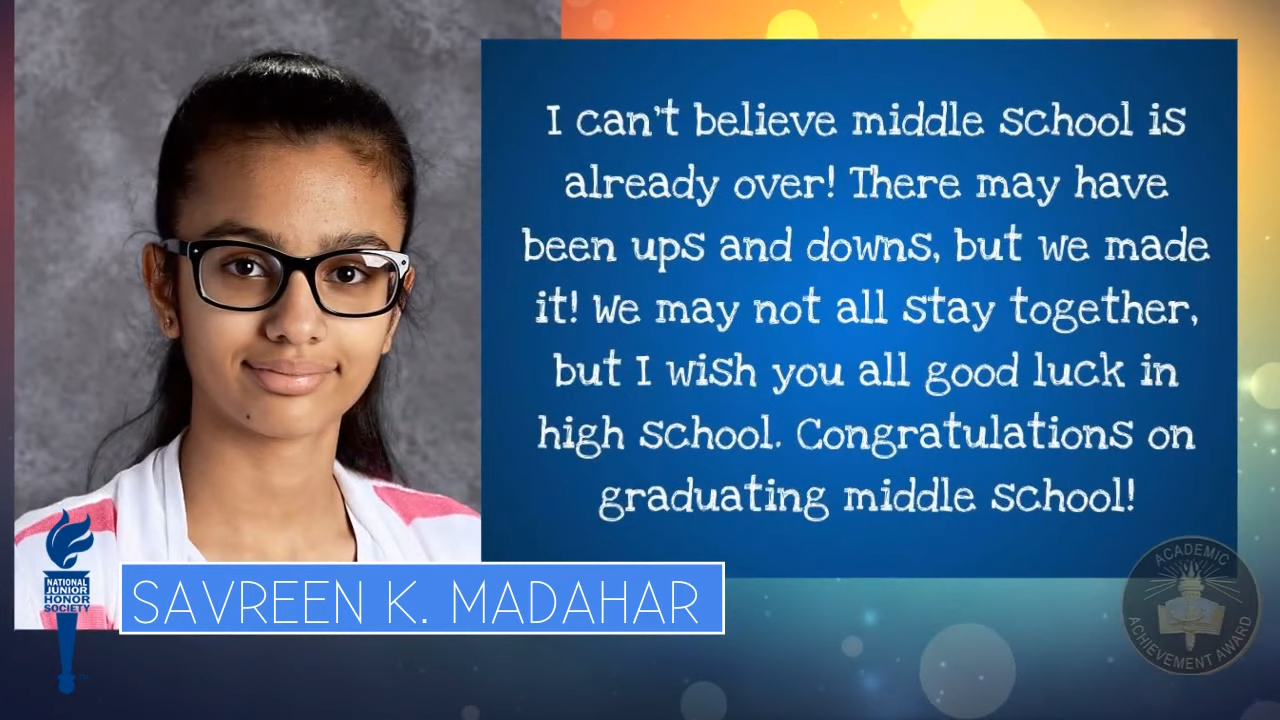 I can't believe middle school is
already over! There may have
been ups and downs, but we made
it! We may not all stay together,
but I wish you all good luck in
high school. Congratulations on
graduating middle school!
NATIONAL
JUNIOR
HONOR
SOCIETY
TM
SAVREEN K. MADAHAR
ACADEMIC
ACHIEVEMENT AWARD